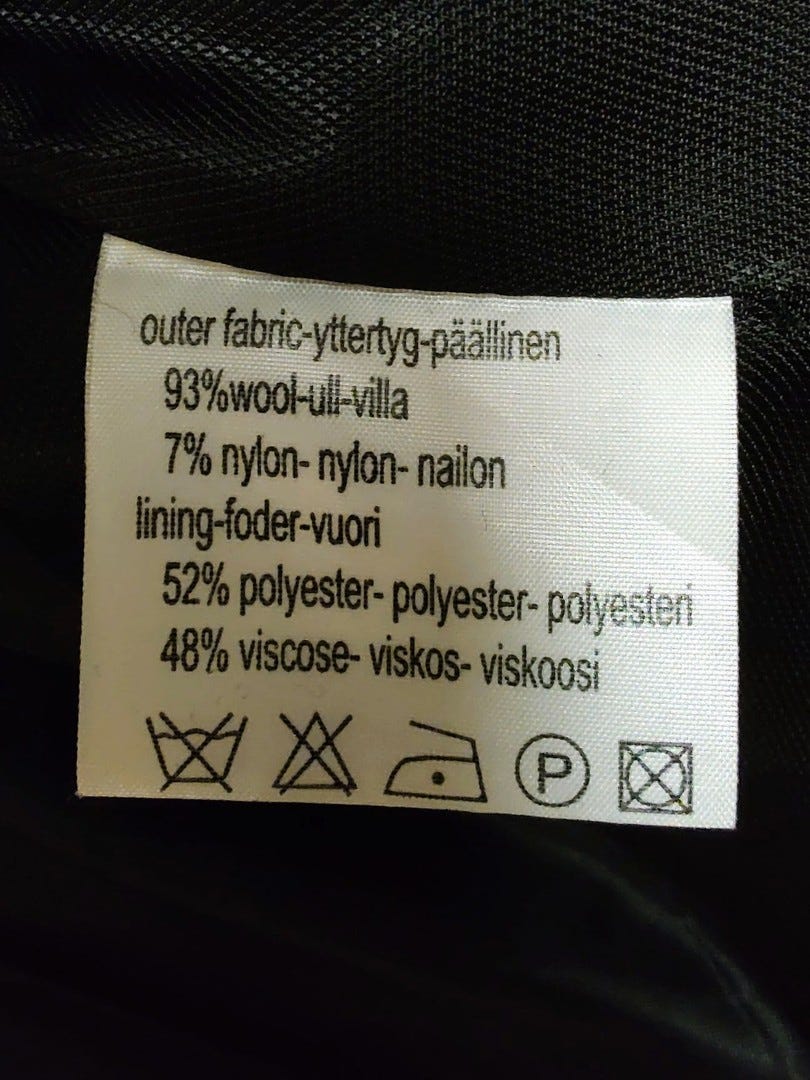 outer fabric-yttertyg-päällinen
93%wool-ull-villa
7% nylon- nylon- nailon
lining-foder-vuori
52% polyester- polyester- polyesteri
48% viscose- viskos- viskoosi
P